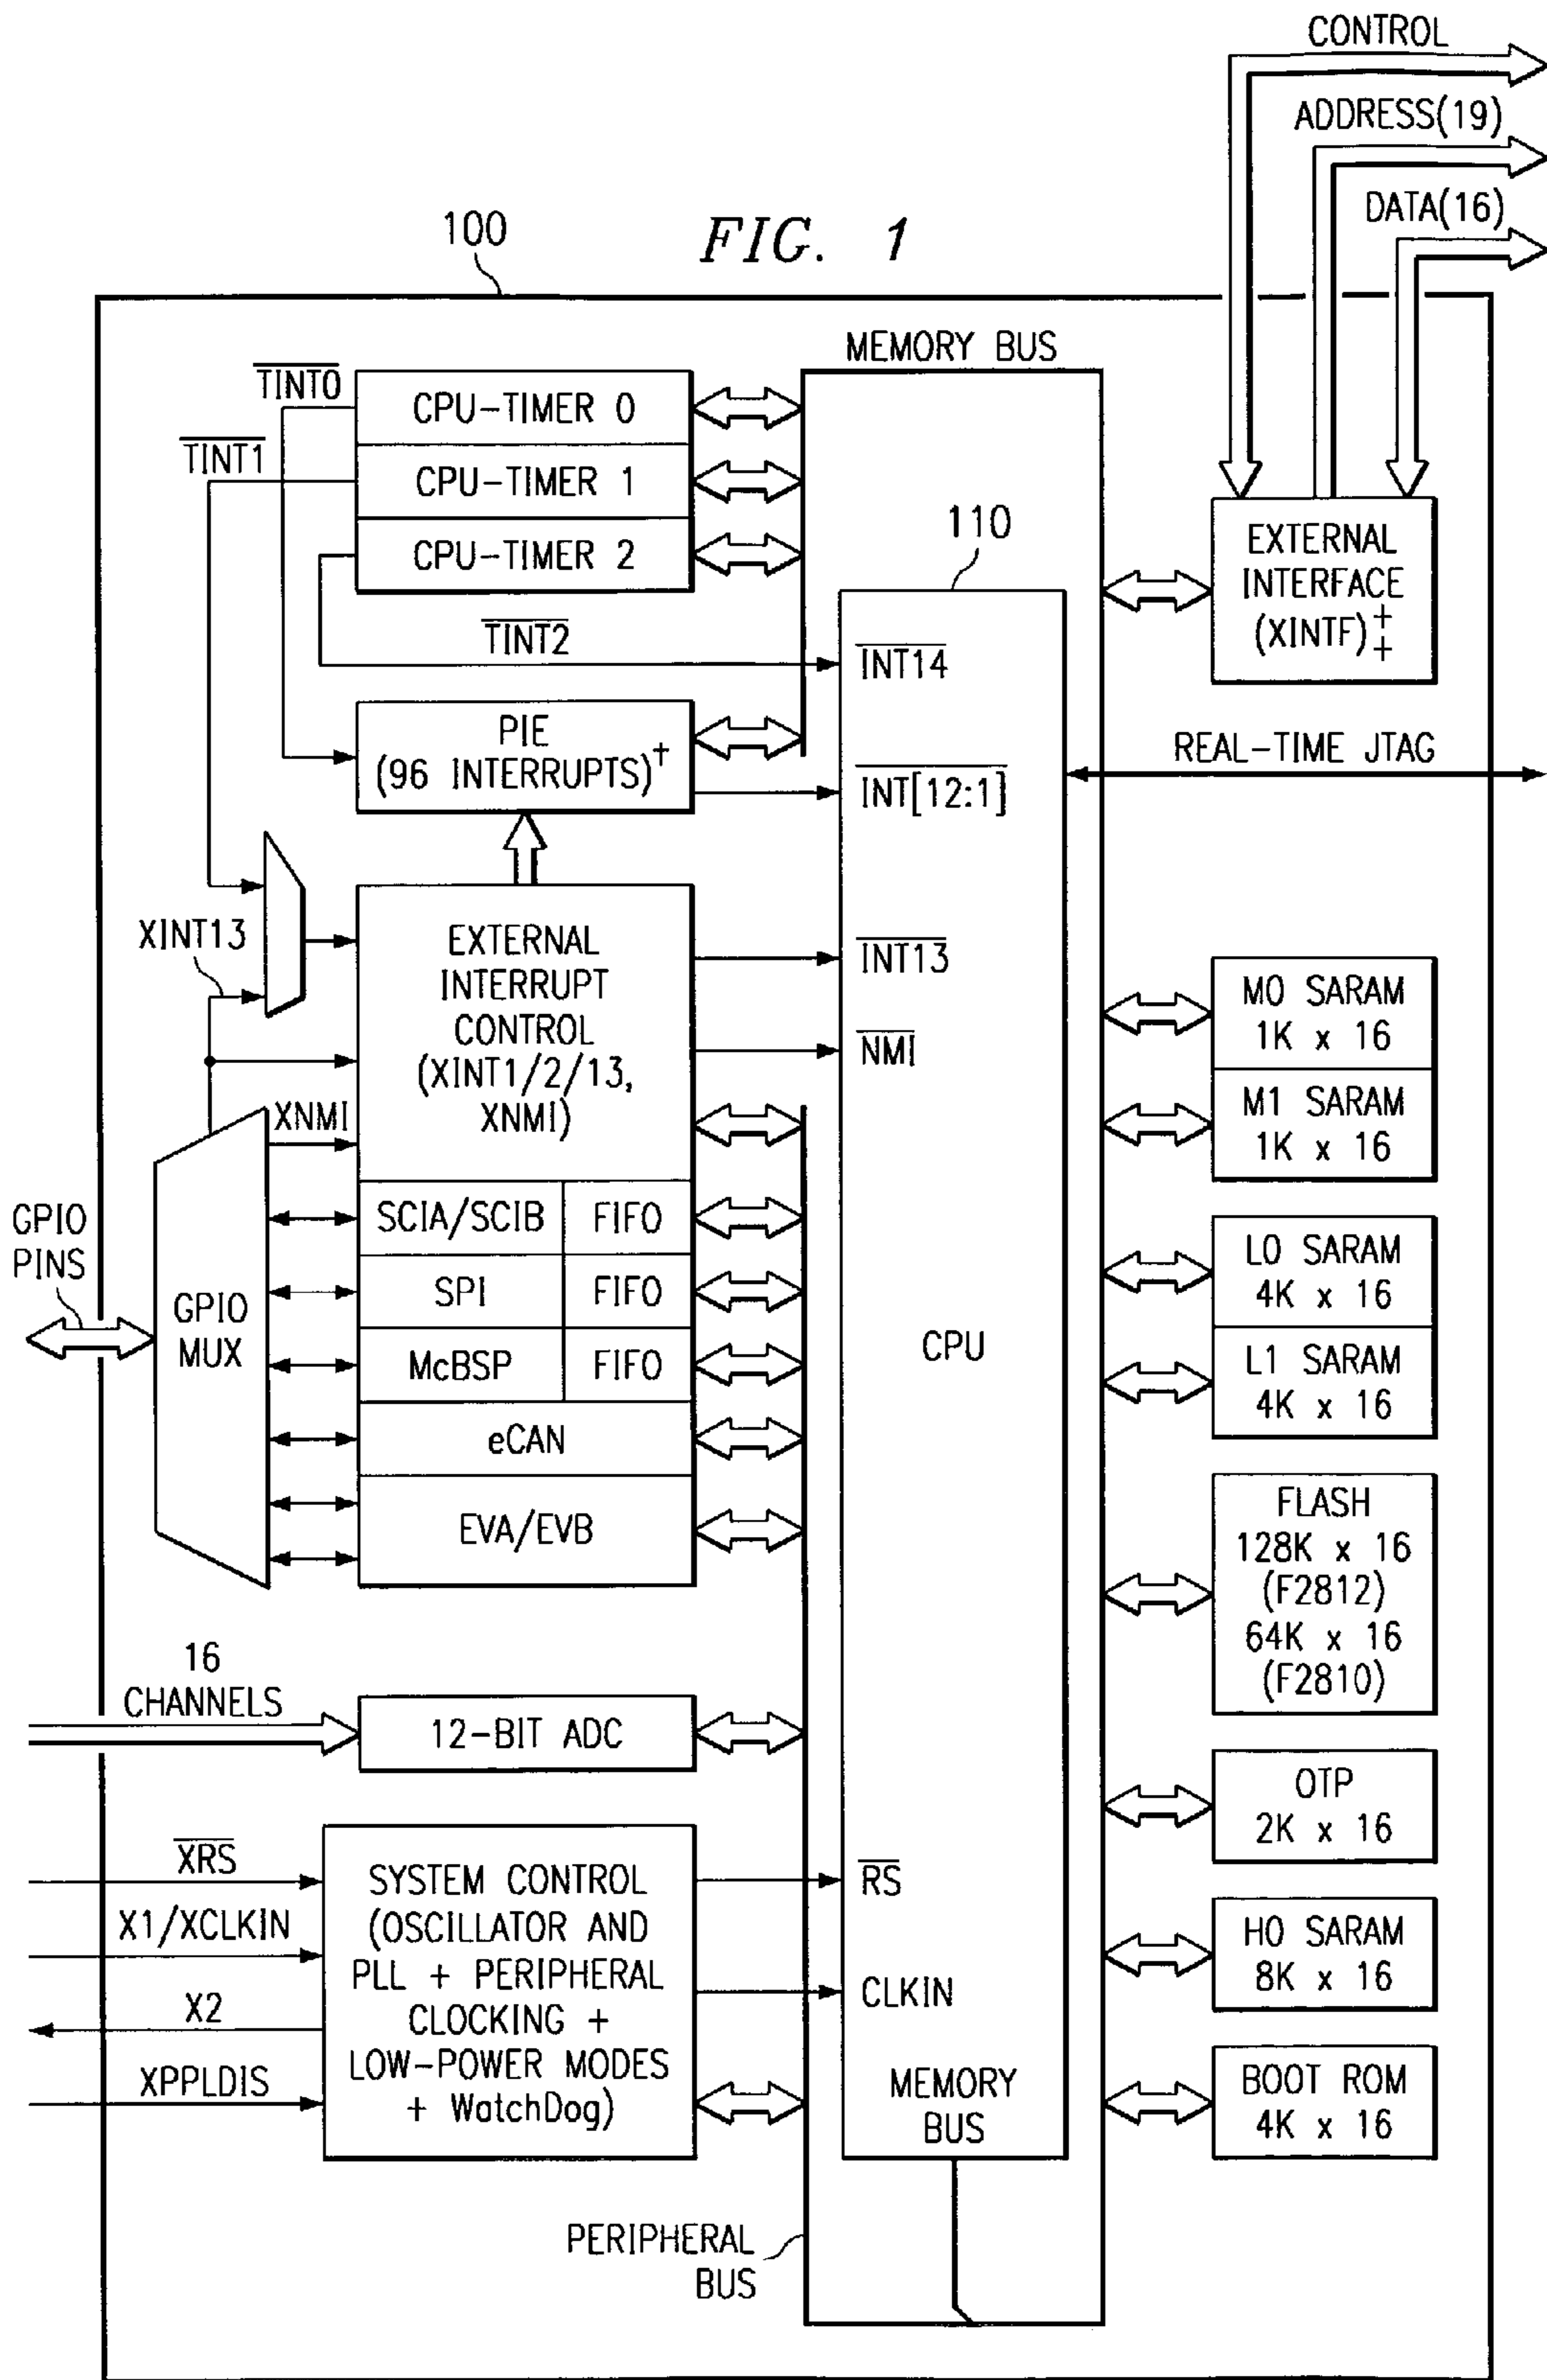 CONTROL
ADDRESS(19)
DATA(16)
100
FIG. 1
MEMORY BUS
TINT0
CPU-TIMER 0
TINT1
CPU-TIMER 1
CPU-TIMER 2
110
EXTERNAL
INTERFACE
(XINTF)‡
TINT2
INT14
PIE
(96 INTERRUPTS)†
INT[12:1]
REAL-TIME JTAG
XINT13
EXTERNAL
INTERRUPT
CONTROL
(XINT1/2/13,
XNMI)
INT13
NMI
M0 SARAM
1K x 16
M1 SARAM
1K x 16
XNMI
GPIO
PINS
GPIO
MUX
SCIA/SCIB
FIFO
SPI
FIFO
McBSP
FIFO
eCAN
EVA/EVB
CPU
L0 SARAM
4K x 16
L1 SARAM
4K x 16
FLASH
128K x 16
(F2812)
64K x 16
(F2810)
16
CHANNELS
12-BIT ADC
OTP
2K x 16
XRS
X1/XCLKIN
X2
XPPLDIS
SYSTEM CONTROL
(OSCILLATOR AND
PLL + PERIPHERAL
CLOCKING +
LOW-POWER MODES
+ WatchDog)
RS
CLKIN
MEMORY
BUS
H0 SARAM
8K x 16
BOOT ROM
4K x 16
PERIPHERAL
BUS